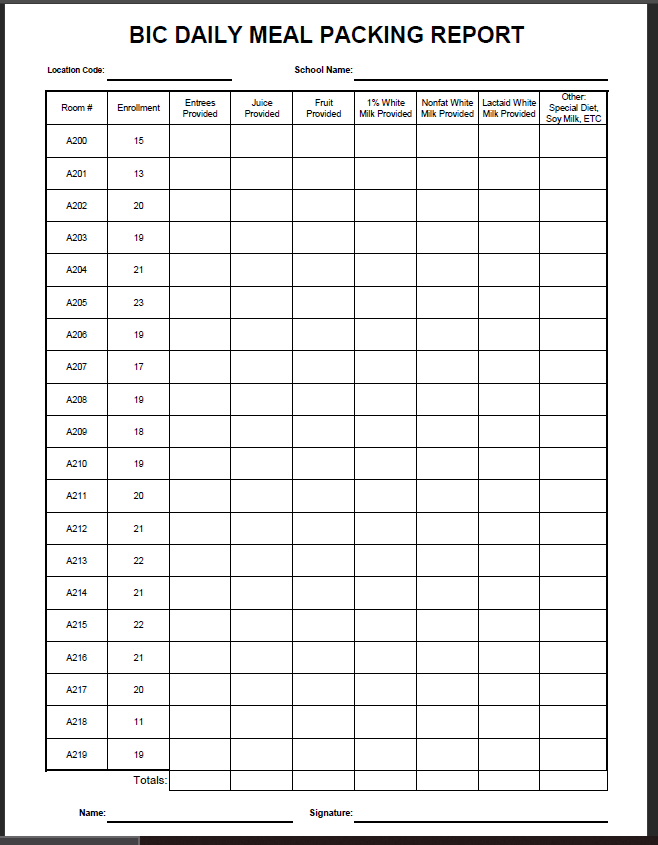 BIC DAILY MEAL PACKING REPORT
Location Code: School Name:
Room # Enrollment Entrees Provided Juice Provided Fruit Provided 1% White Milk Provided Nonfat White Milk Provided Lactaid White Milk Provided Other: Special Diet, Soy Milk, ETC
A200 15
A201 13
A202 20
A203 19
A204 21
A205 23
A206 19
A207 17
A208 19
A209 18
A210 19
A211 20
A212 21
A213 22
A214 21
A215 22
A216 21
A217 20
A218 11
A219 19
Totals:
Name: Signature: